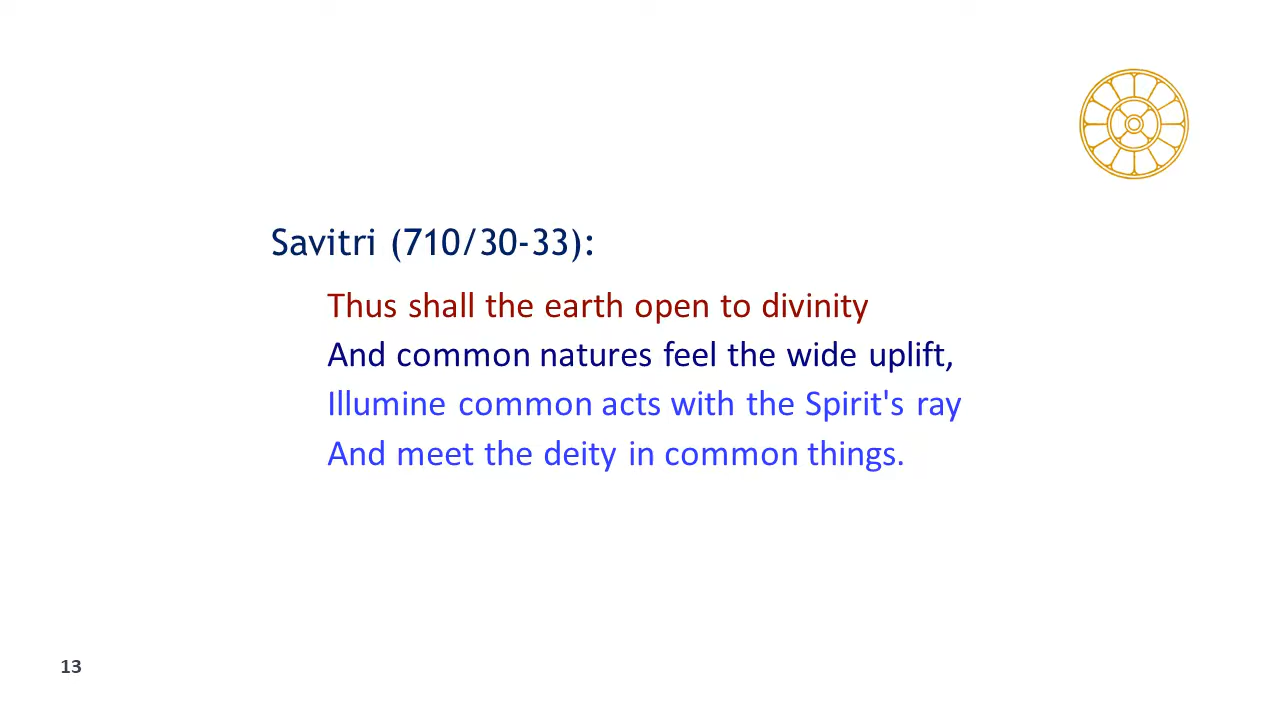 Savitri (710/30-33):
Thus shall the earth open to divinity
And common natures feel the wide uplift,
Illumine common acts with the Spirit's ray
And meet the deity in common things.
13